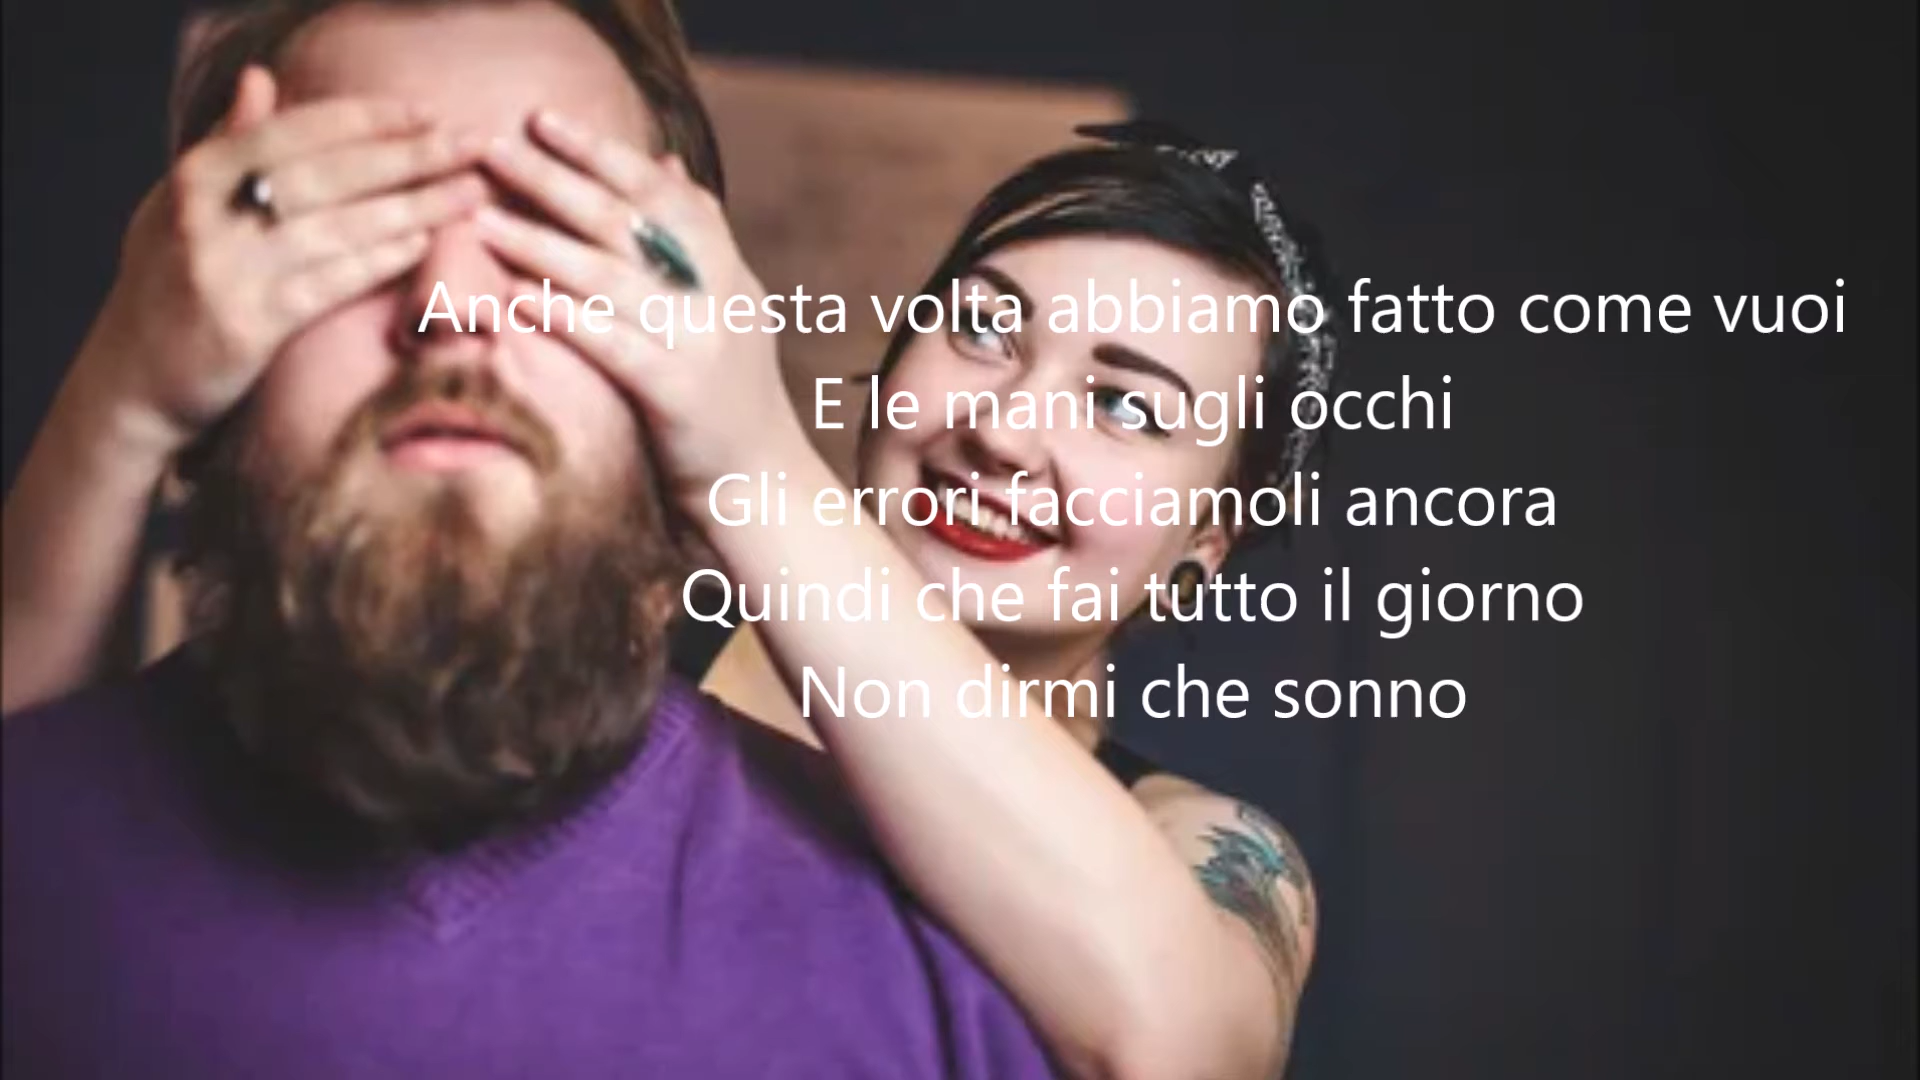 Anche questa volta abbiamo fatto come vuoi
E le mani sugli occhi
Gli errori facciamoli ancora
Quindi che fai tutto il giorno
Non dirmi che sonno